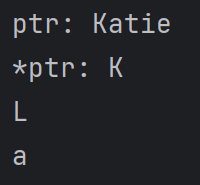 ptr: Katie
*ptr: K
L
a